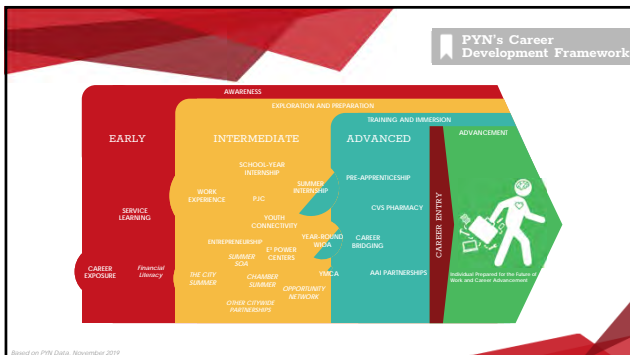 PYN's Career
Development Framework
AWARENESS
EXPLORATION AND PREPARATION
TRAINING AND IMMERSION
EARLY
INTERMEDIATE
ADVANCED
ADVANCEMENT
SCHOOL-YEAR
INTERNSHIP
WORK
EXPERIENCE
PJC
SUMMER
INTERNSHIP
PRE-APPRENTICESHIP
SERVICE
LEARNING
YOUTH
CONNECTIVITY
CVS PHARMACY
ENTREPRENEURSHIP
E³ POWER
CENTERS
YEAR-ROUND
WIOA
CAREER
BRIDGING
SUMMER
SOA
CAREER
EXPOSURE
Financial
Literacy
THE CITY
SUMMER
CHAMBER
SUMMER
OPPORTUNITY
NETWORK
YMCA
AAI PARTNERSHIPS
OTHER CITYWIDE
PARTNERSHIPS
CAREER ENTRY
Individual Prepared for the Future of
Work and Career Advancement
Based on PYN Data, November 2019